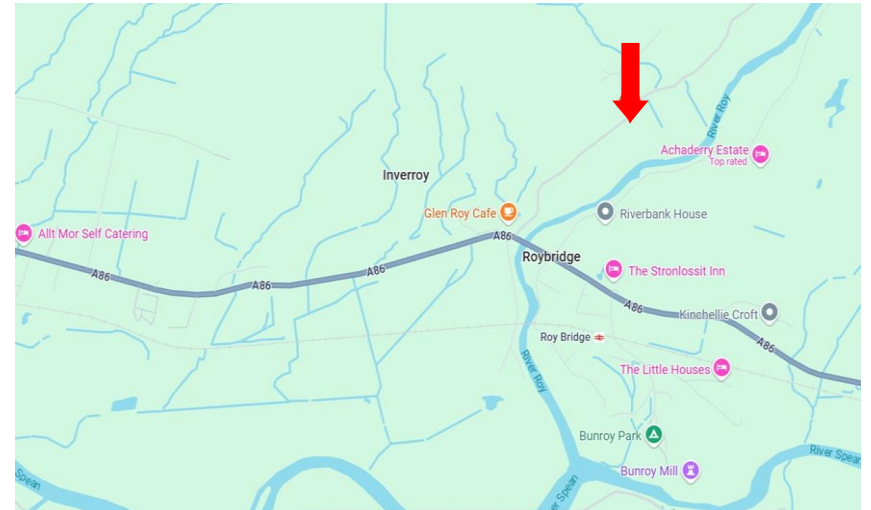 River Roy
Achaderry Estate
Top rated
Inverroy
Glen Roy Cafe
Riverbank House
Allt Mor Self Catering
A86
Roybridge
A86
A86
A86
The Stronlossit Inn
A86
Kinchellie Croft
Roy Bridge
A86
River Roy
The Little Houses
Bunroy Park
River Spean
Bunroy Mill
Spean
er Spean